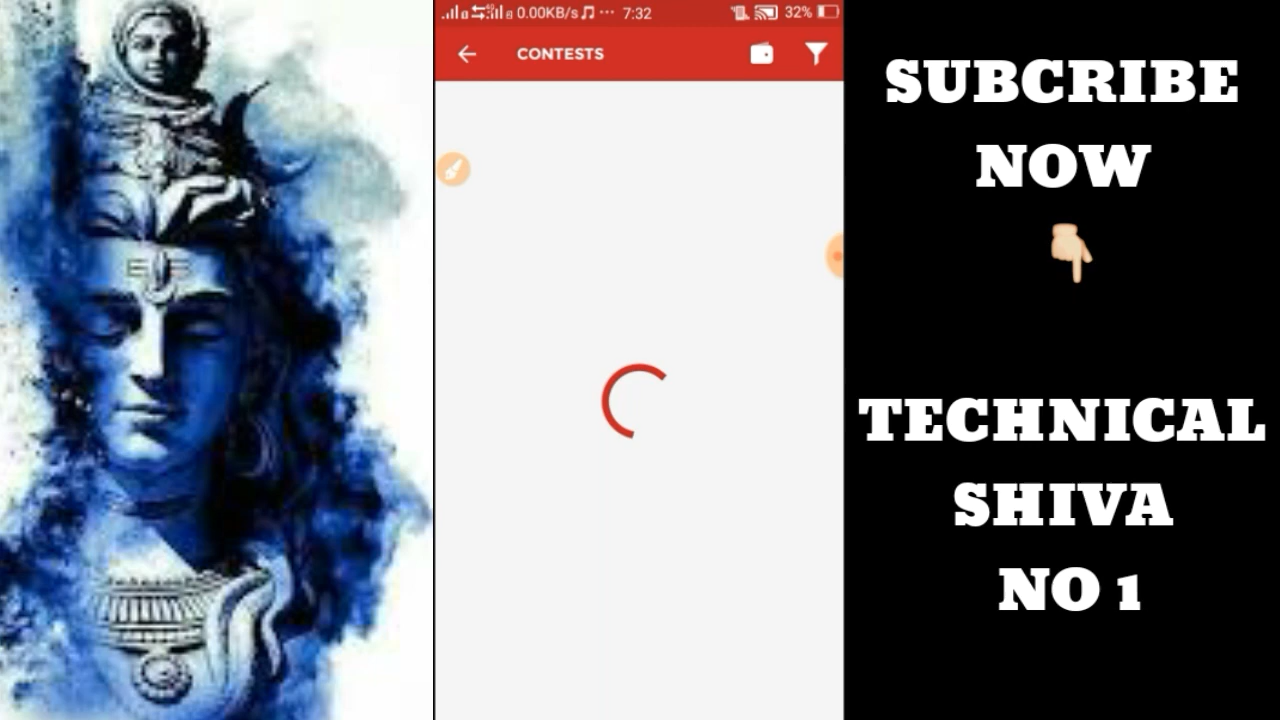 0.00KB/s ... 7:32 32%
CONTESTS
SUBCRIBE
NOW
TECHNICAL
SHIVA
NO 1